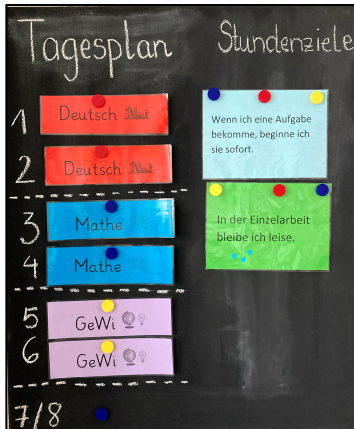 Tagesplan
Stundenziele
1 Deutsch
2 Deutsch
3 Mathe
4 Mathe
5 GeWi
6 GeWi
7/8
Wenn ich eine Aufgabe
bekomme, beginne ich
sie sofort.
In der Einzelarbeit
bleibe ich leise.